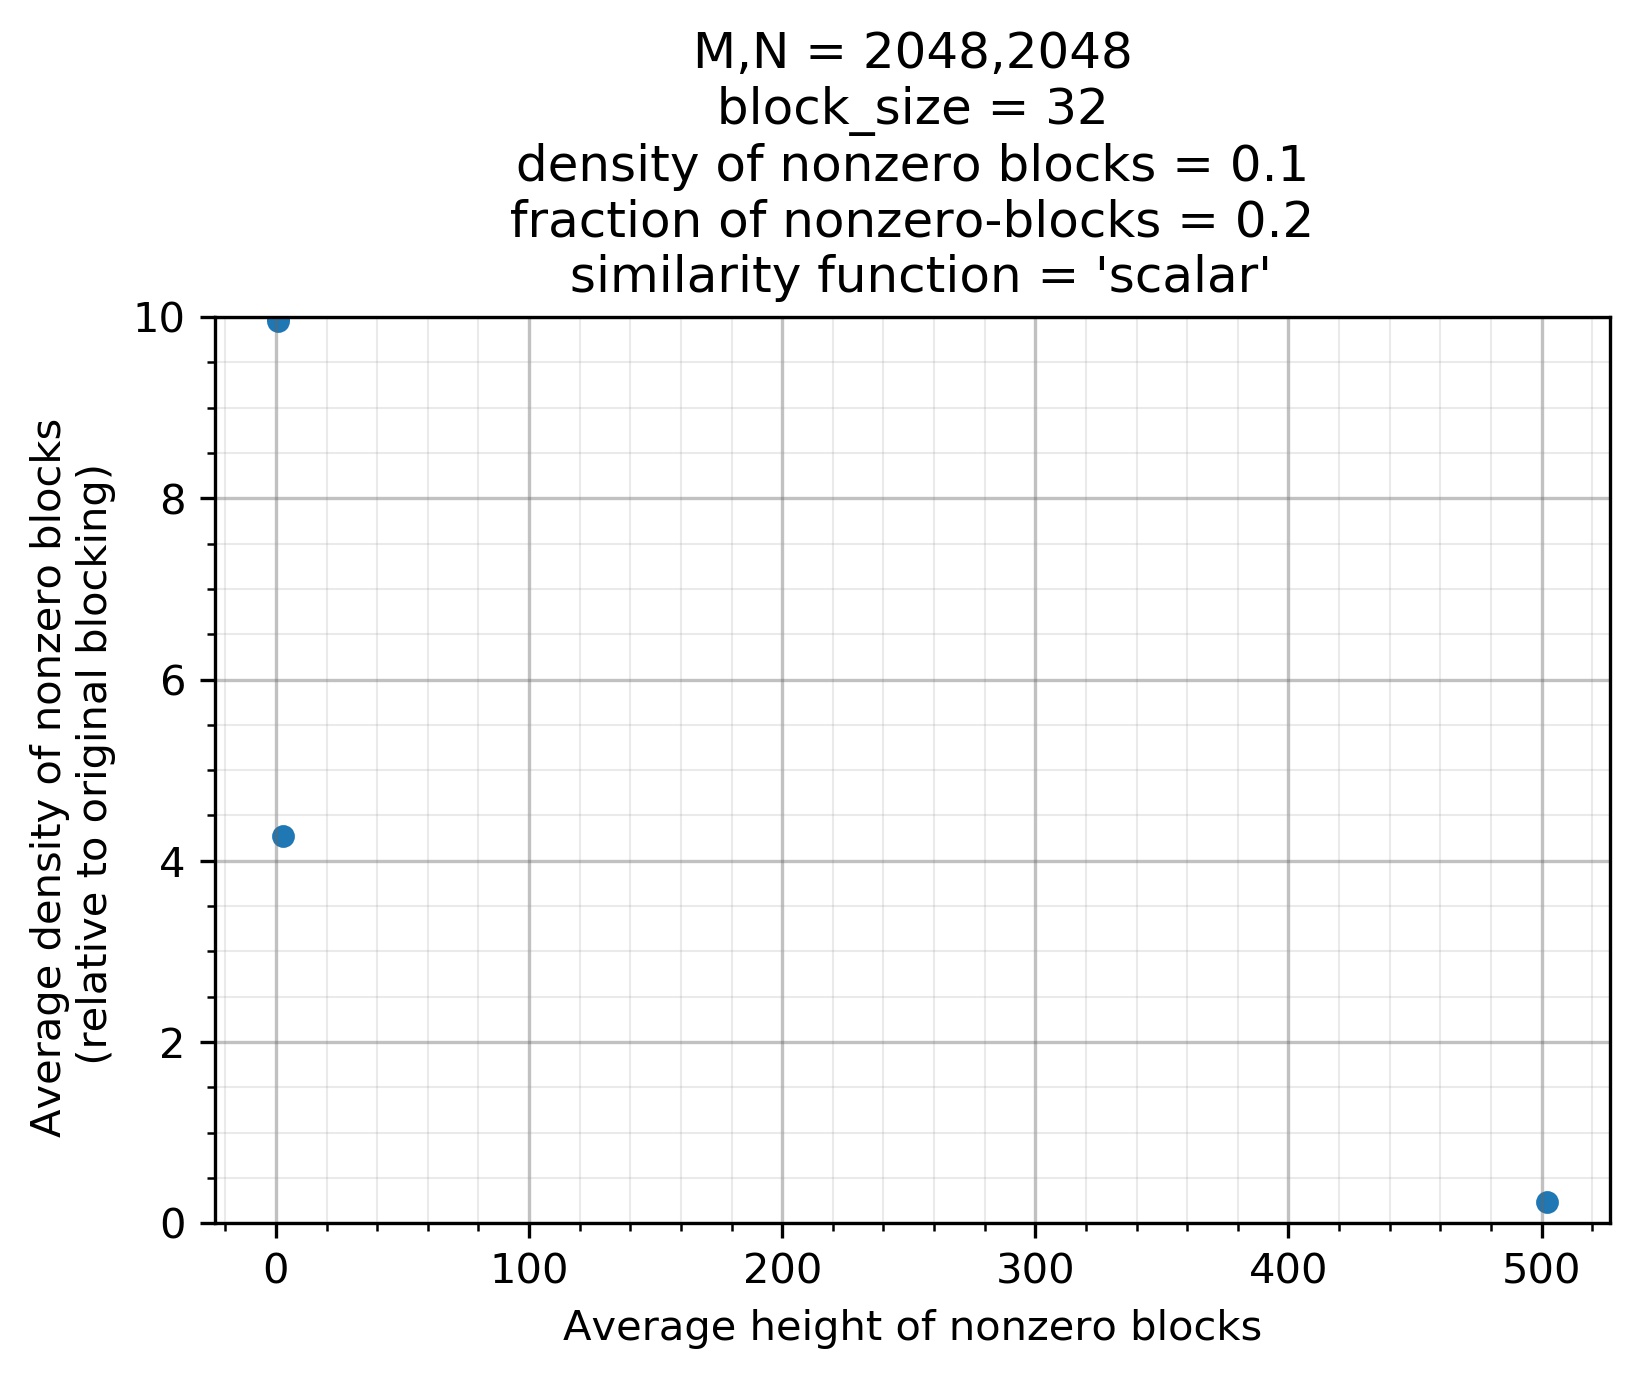 M,N = 2048,2048
block_size = 32
density of nonzero blocks = 0.1
fraction of nonzero-blocks = 0.2
similarity function = 'scalar'
Average density of nonzero blocks
(relative to original blocking)
10
8
6
4
2
0
0 100 200 300 400 500
Average height of nonzero blocks